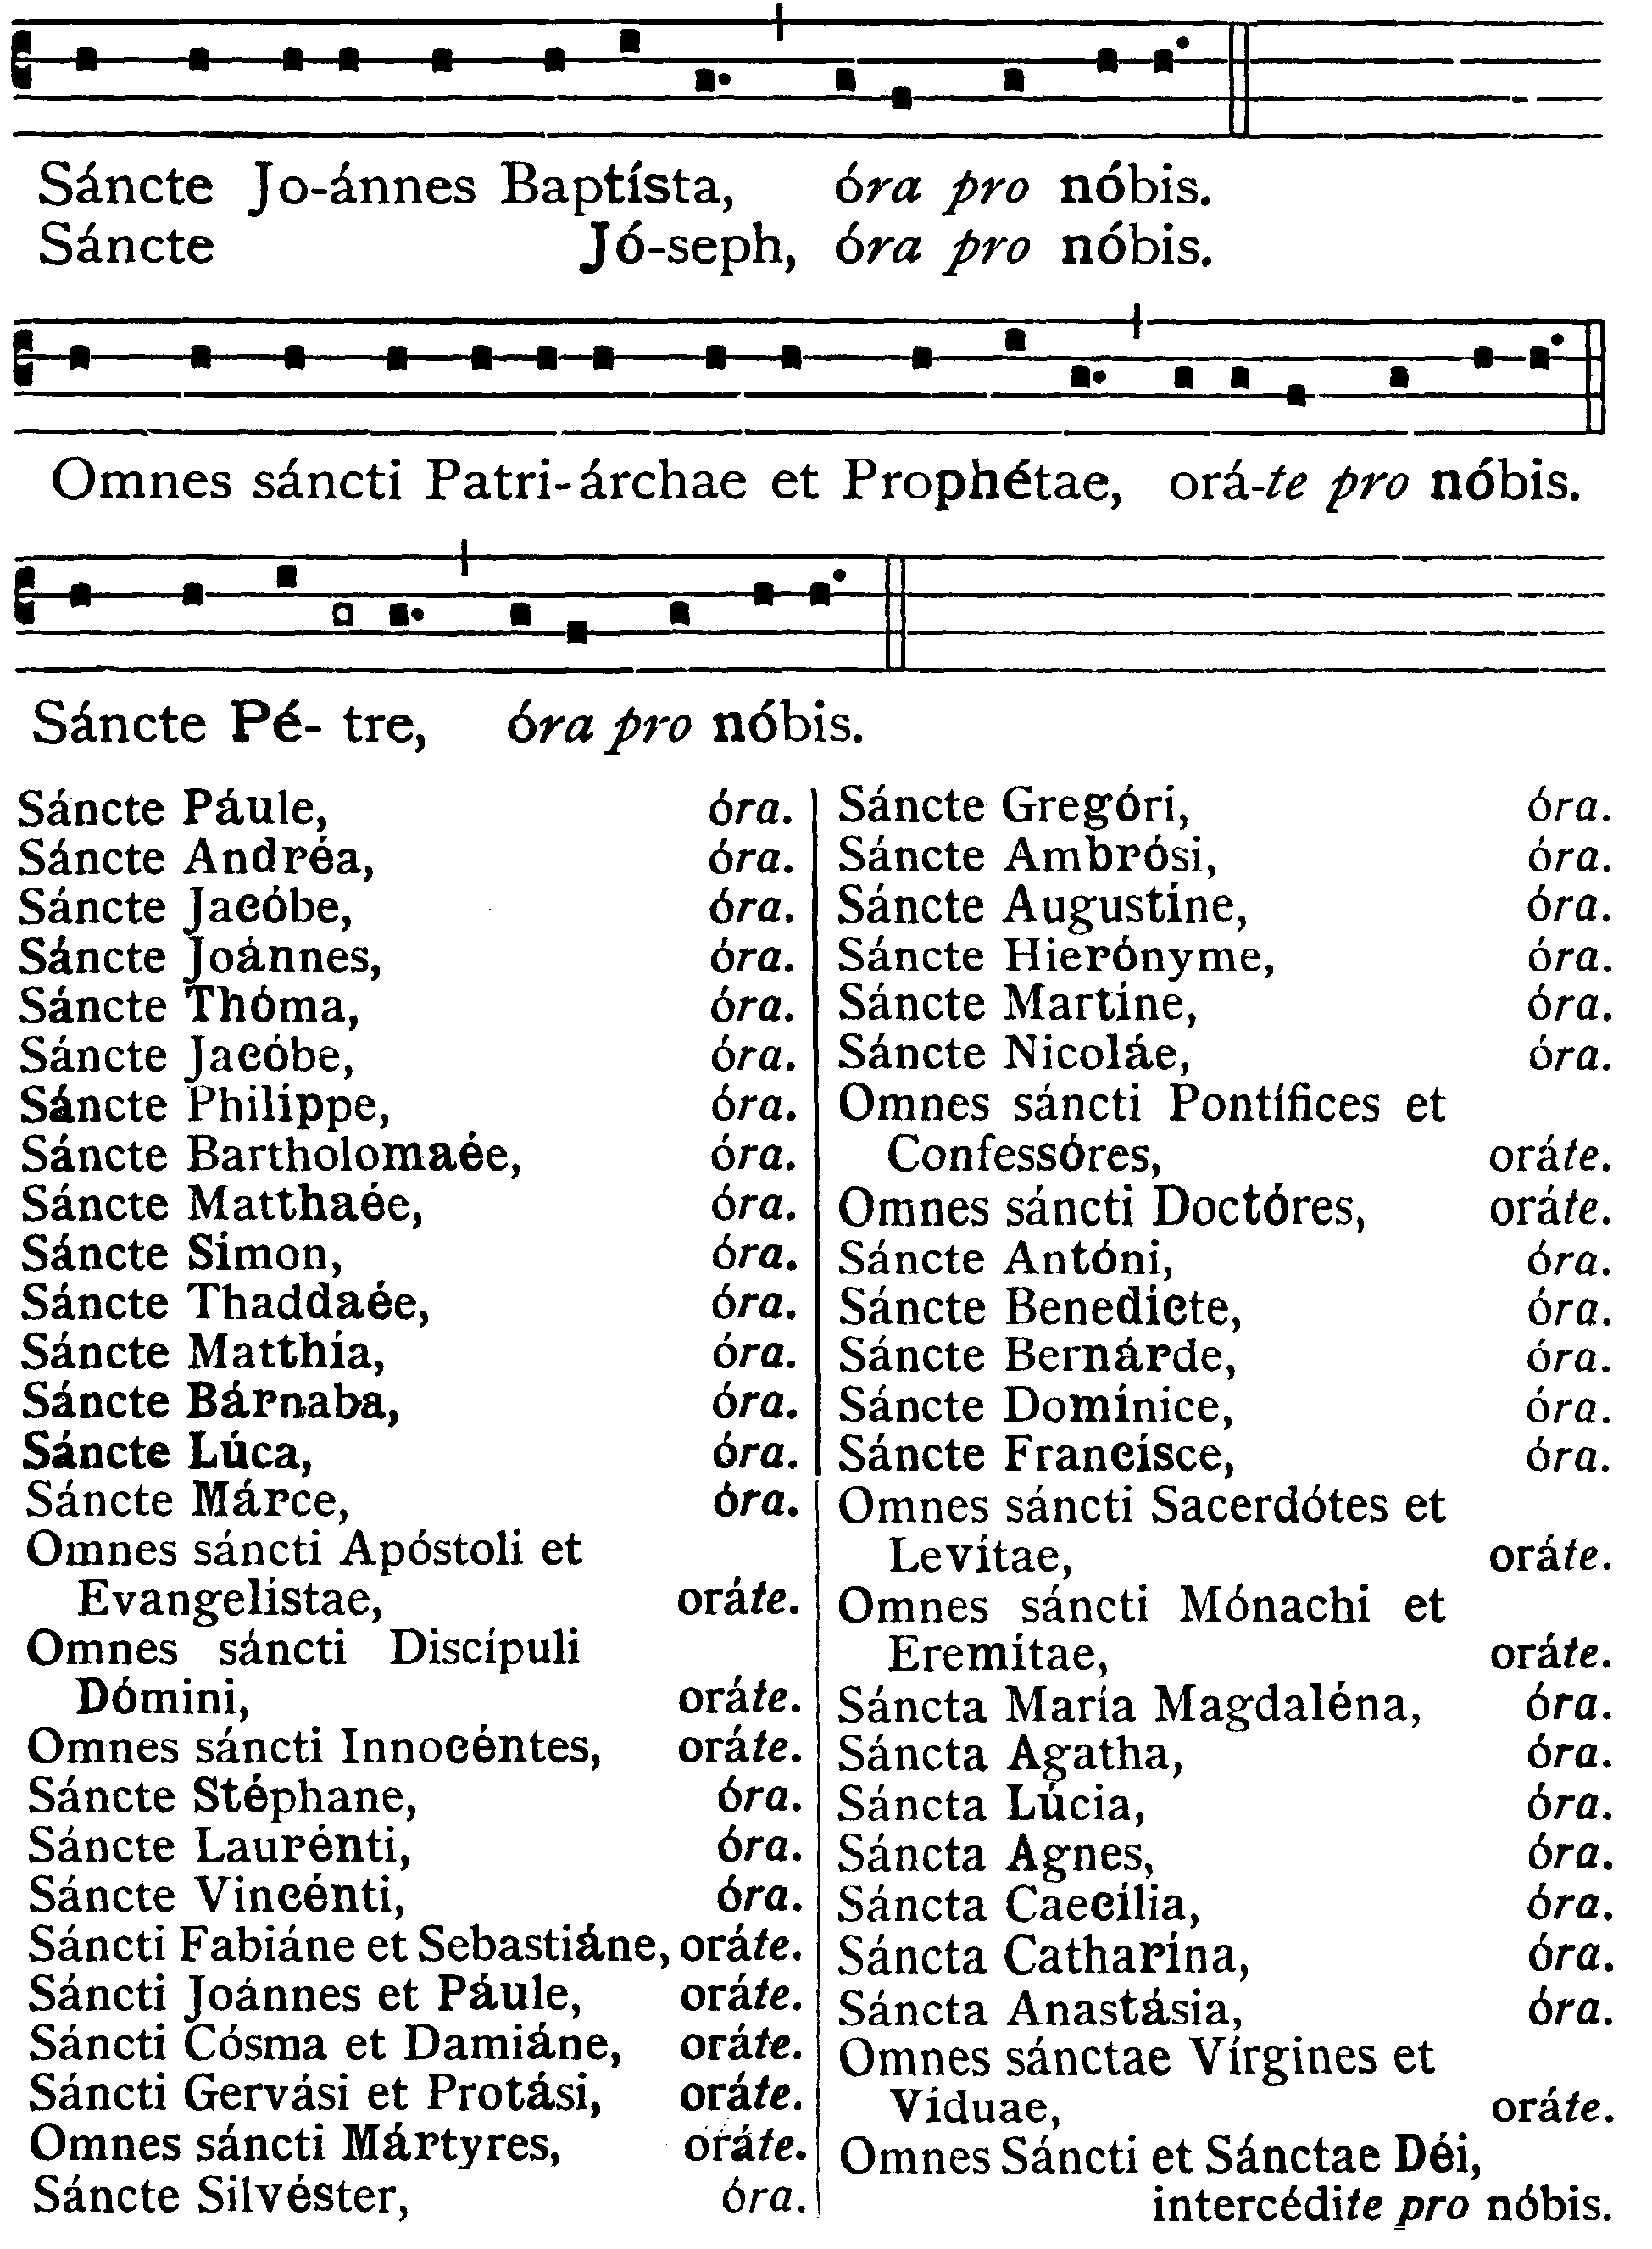 Sáncte Jo-ánnes Baptísta, óra pro nóbis.
Sáncte Jó-seph, óra pro nóbis.
Omnes sáncti Patri-árchae et Prophétae, orá-te pro nóbis.
Sáncte Pé- tre, óra pro nóbis.
Sáncte Páule, óra.
Sáncte Andréa, óra.
Sáncte Jacóbe, óra.
Sáncte Joánnes, óra.
Sáncte Thóma, óra.
Sáncte Jacóbe, óra.
Sáncte Philíppe, óra.
Sáncte Bartholomaée, óra.
Sáncte Matthaée, óra.
Sáncte Símon, óra.
Sáncte Thaddaée, óra.
Sáncte Matthía, óra.
Sáncte Bárnaba, óra.
Sáncte Lúca, óra.
Sáncte Márce, óra.
Omnes sáncti Apóstoli et
Evangelístae, oráte.
Omnes sáncti Discípuli
Dómini, oráte.
Omnes sáncti Innocéntes, oráte.
Sáncte Stéphane, óra.
Sáncte Laurénti, óra.
Sáncte Vincénti, óra.
Sáncti Fabiáne et Sebastiáne, oráte.
Sáncti Joánnes et Páule, oráte.
Sáncti Cósma et Damiáne, oráte.
Sáncti Gervási et Protási, oráte.
Omnes sáncti Mártyres, oráte.
Sáncte Silvéster, óra.
Sáncte Gregóri, óra.
Sáncte Ambrósi, óra.
Sáncte Augustíne, óra.
Sáncte Hierónyme, óra.
Sáncte Martíne, óra.
Sáncte Nicoláe, óra.
Omnes sáncti Pontífices et
Confessóres, oráte.
Omnes sáncti Doctóres, oráte.
Sáncte Antóni, óra.
Sáncte Benedícte, óra.
Sáncte Bernárde, óra.
Sáncte Domínice, óra.
Sáncte Francísce, óra.
Omnes sáncti Sacerdótes et
Levítae, oráte.
Omnes sáncti Mónachi et
Eremítae, oráte.
Sáncta María Magdaléna, óra.
Sáncta Agatha, óra.
Sáncta Lúcia, óra.
Sáncta Agnes, óra.
Sáncta Caecília, óra.
Sáncta Catharína, óra.
Sáncta Anastásia, óra.
Omnes sánctae Vírgines et
Víduae, oráte.
Omnes Sáncti et Sánctae Déi,
intercédite pro nóbis.